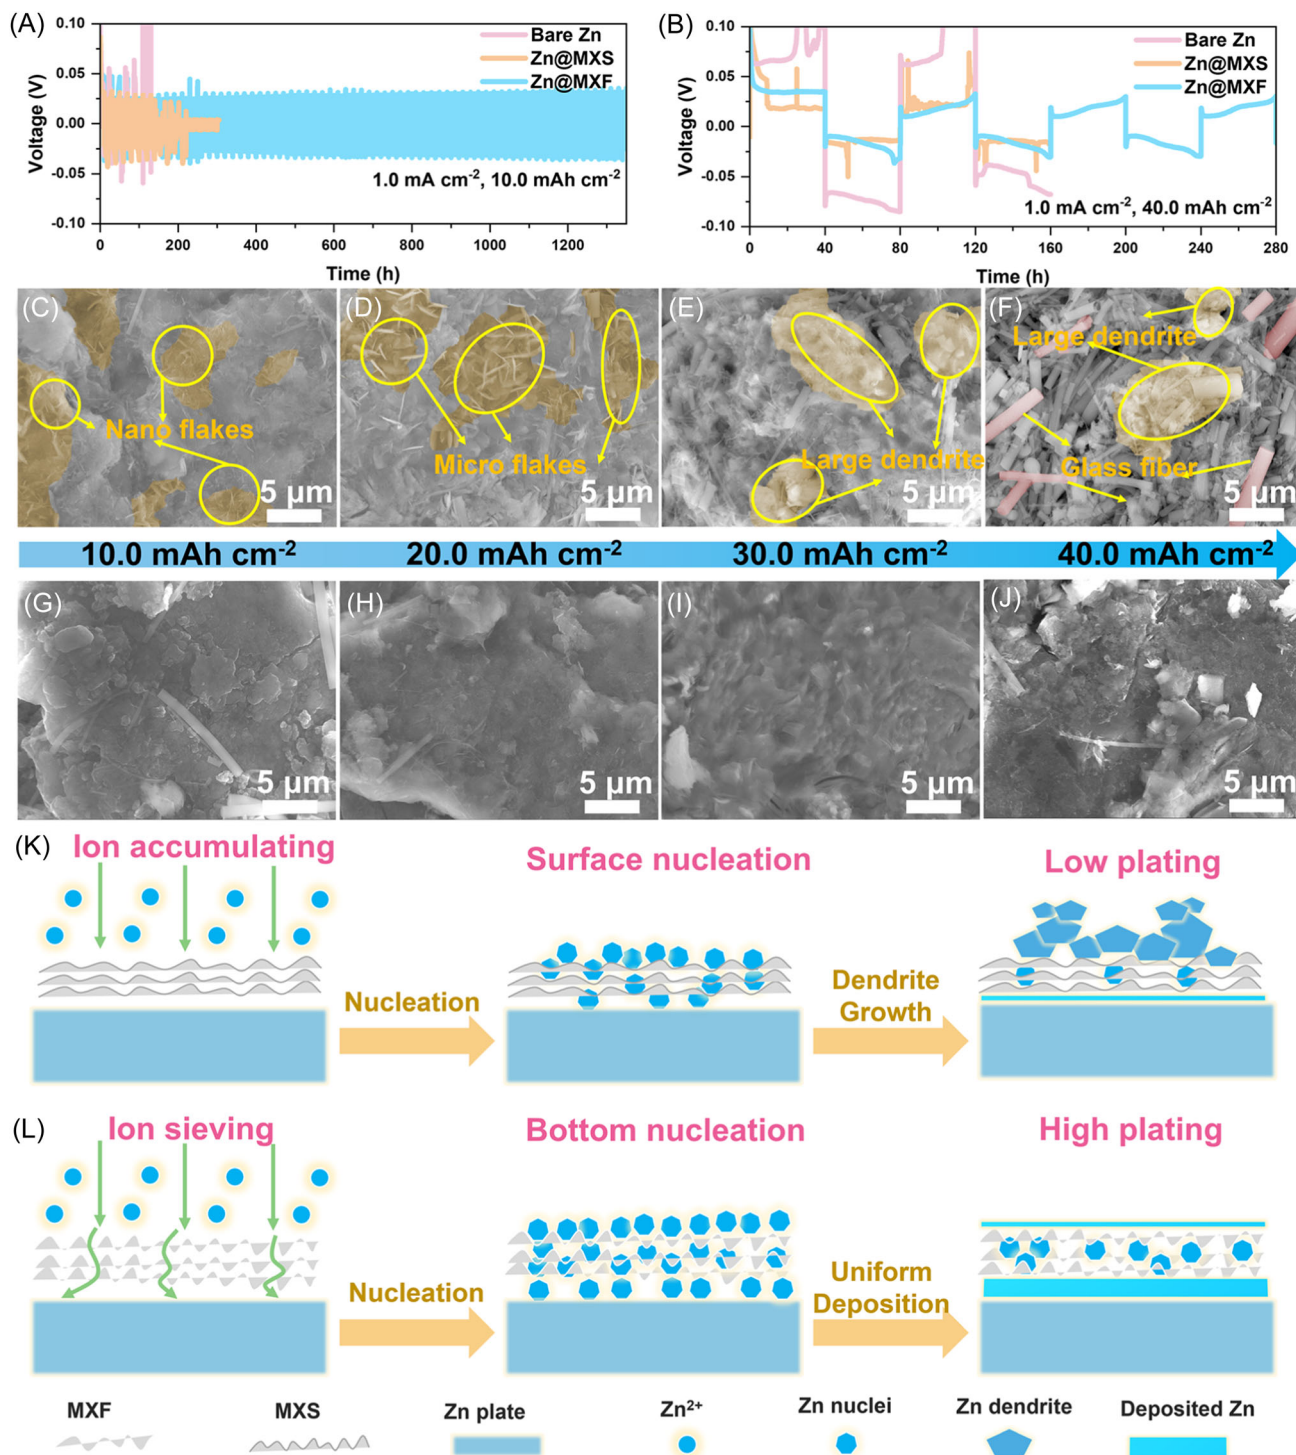 (A)
0.10
0.05
0.00
-0.05
-0.10
Voltage (V)
Bare Zn
Zn@MXS
Zn@MXF
1.0 mA cm-2, 10.0 mAh cm-2
0 200 400 600 800 1000 1200
Time (h)
(B)
0.10
0.05
0.00
-0.05
-0.10
Voltage (V)
Bare Zn
Zn@MXS
Zn@MXF
1.0 mA cm-2, 40.0 mAh cm-2
0 40 80 120 160 200 240 280
Time (h)
(C)
Nano flakes
5 μm
(D)
Micro flakes
5 μm
(E)
Large dendrite
5 μm
(F)
Large dendrite
Glass fiber
5 μm
10.0 mAh cm-2 20.0 mAh cm-2 30.0 mAh cm-2 40.0 mAh cm-2
(G)
5 μm
(H)
5 μm
(I)
5 μm
(J)
5 μm
(K)
Ion accumulating
Nucleation
Surface nucleation
Dendrite
Growth
Low plating
(L)
Ion sieving
Nucleation
Bottom nucleation
Uniform
Deposition
High plating
MXF MXS Zn plate Zn2+ Zn nuclei Zn dendrite Deposited Zn